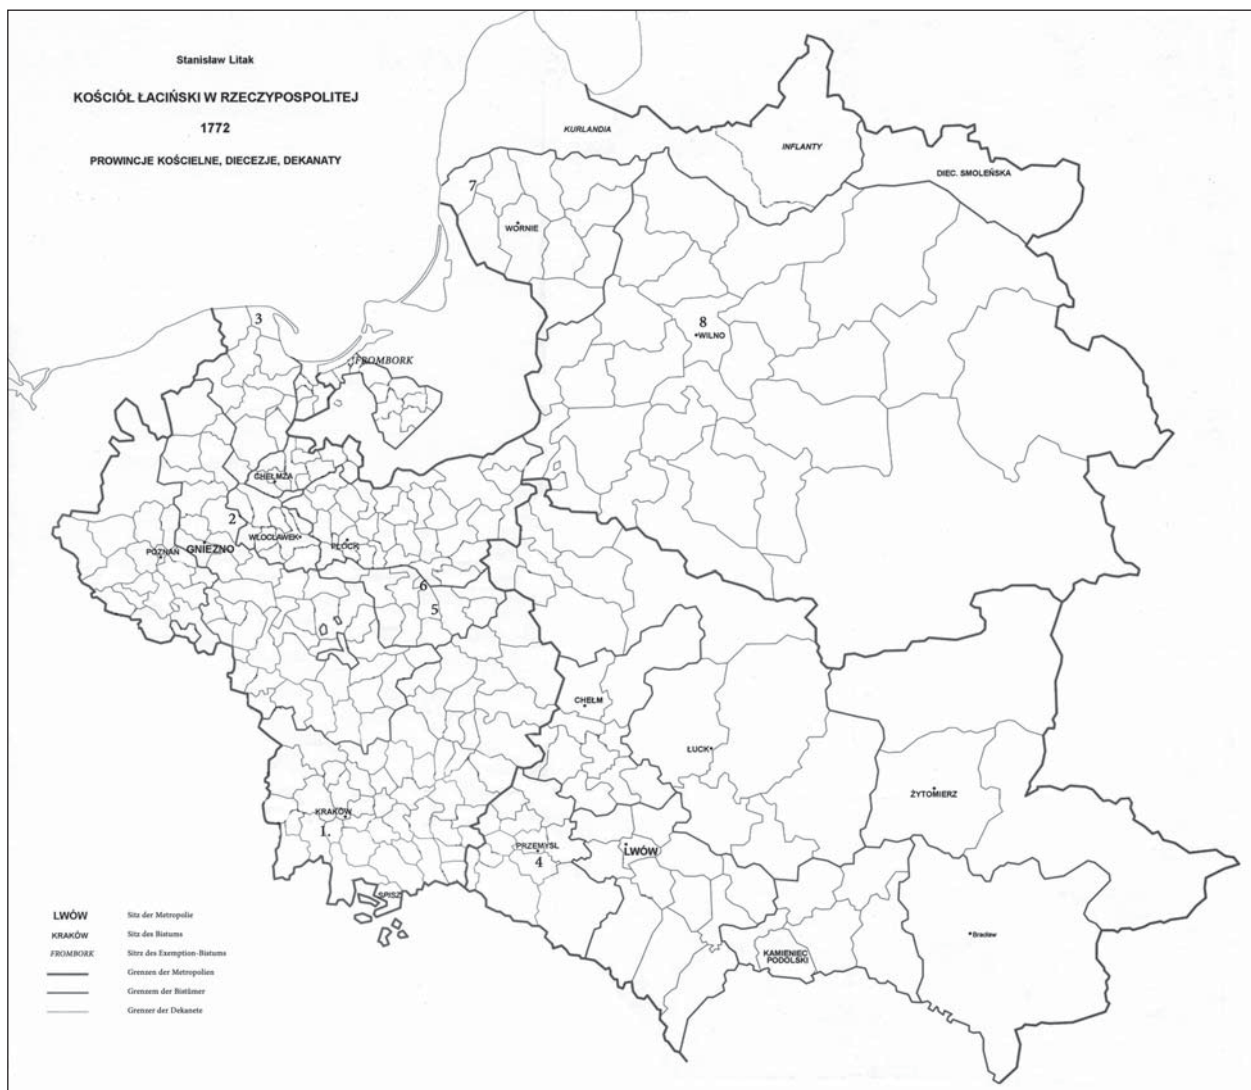 Stanisław Litak
KOŚCIÓŁ ŁACIŃSKI W RZECZYPOSPOLITEJ
1772
PROWINCJE KOŚCIELNE, DIECEZJE, DEKANATY
KURLANDIA
INFLANTY
DIEC. SMOLEŃSKA
7
WORNIE
3
8
WILNO
FROMBORK
CHEŁMŻA
2
WŁOCŁAWEK
PŁOCK
POZNAŃ
GNIEZNO
6
5
CHEŁM
ŁUCK
ŻYTOMIERZ
KRAKÓW
1.
PRZEMYŚL
4
LWÓW
SPISZ
Bracław
KAMIENIEC
PODOLSKI
LWÓW Sitz der Metropolie
KRAKÓW Sitz des Bistums
FROMBORK Sitrz des Exemption-Bistums
Grenzen der Metropolien
Grenzem der Bistümer
Grenzer der Dekanete